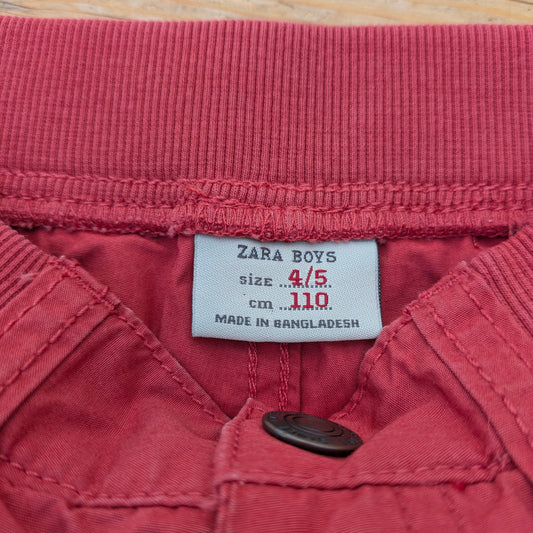 ZARA BOYS
SIZE 4/5
cm 110
MADE IN BANGLADESH